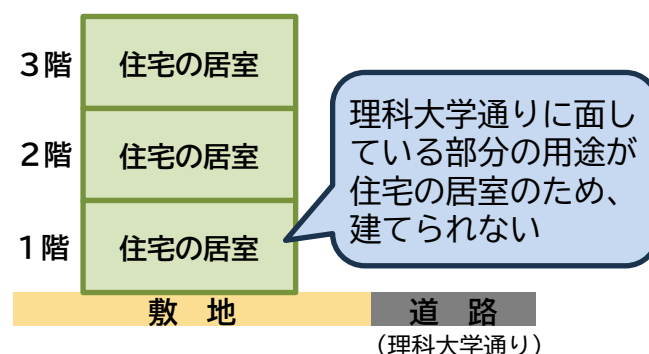 3階
住宅の居室
2階
住宅の居室
1階
住宅の居室
理科大学通りに面し
ている部分の用途が
住宅の居室のため、
建てられない
敷 地
道 路
(理科大学通り)